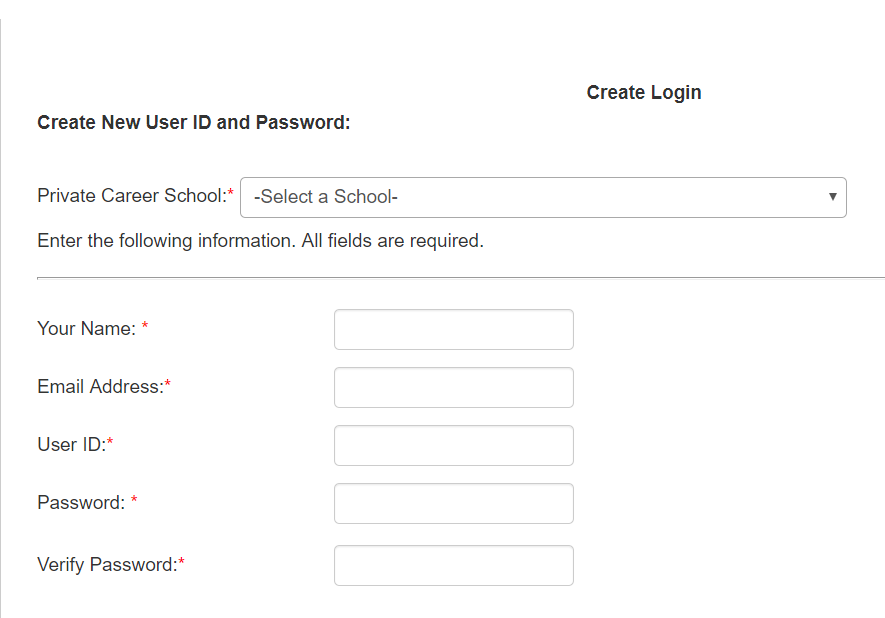 Create Login
Create New User ID and Password:
Private Career School:* -Select a School-
Enter the following information. All fields are required.
Your Name: *
Email Address:*
User ID:*
Password: *
Verify Password:*